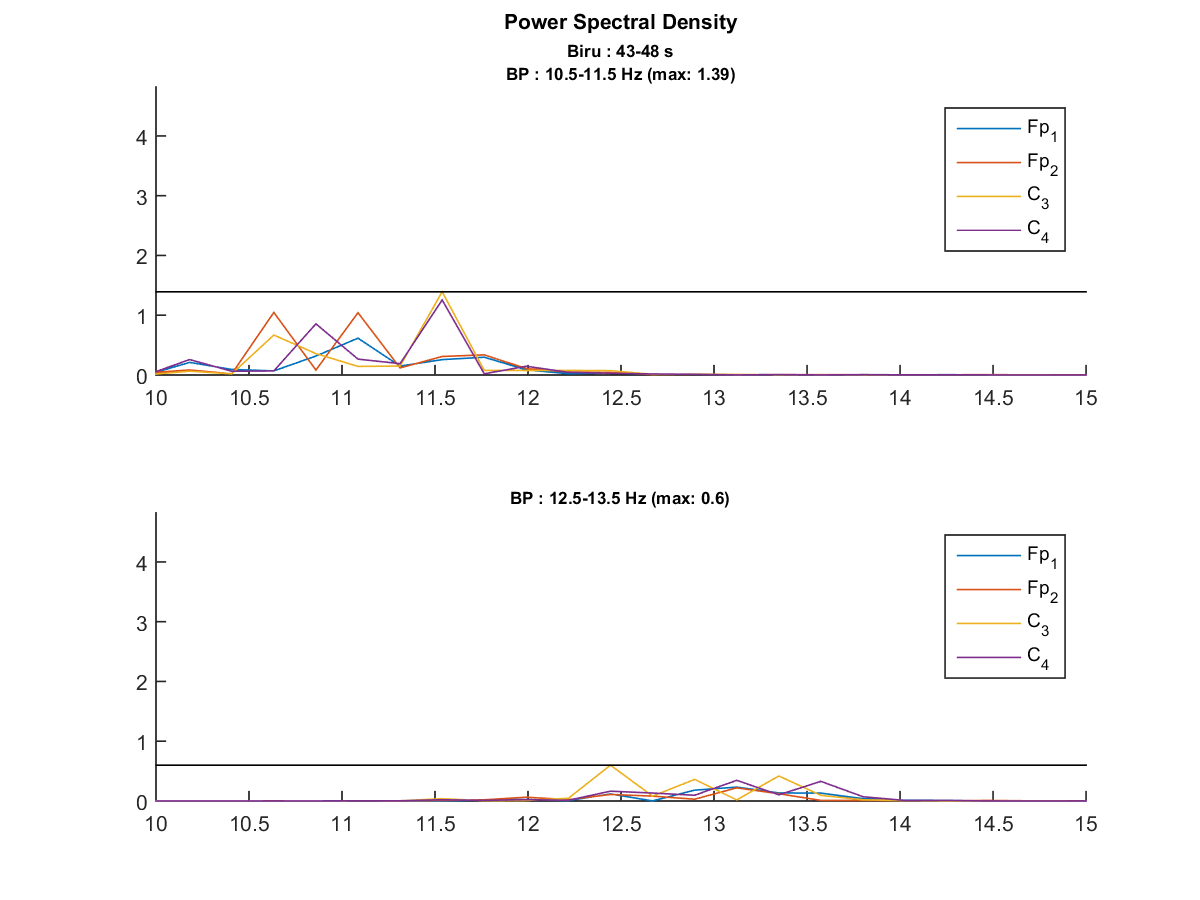 Power Spectral Density
Biru : 43-48 s
BP : 10.5-11.5 Hz (max: 1.39)
4
3
2
1
0
10 10.5 11 11.5 12 12.5 13 13.5 14 14.5 15
Fp1
Fp2
C3
C4
BP : 12.5-13.5 Hz (max: 0.6)
4
3
2
1
0
10 10.5 11 11.5 12 12.5 13 13.5 14 14.5 15
Fp1
Fp2
C3
C4